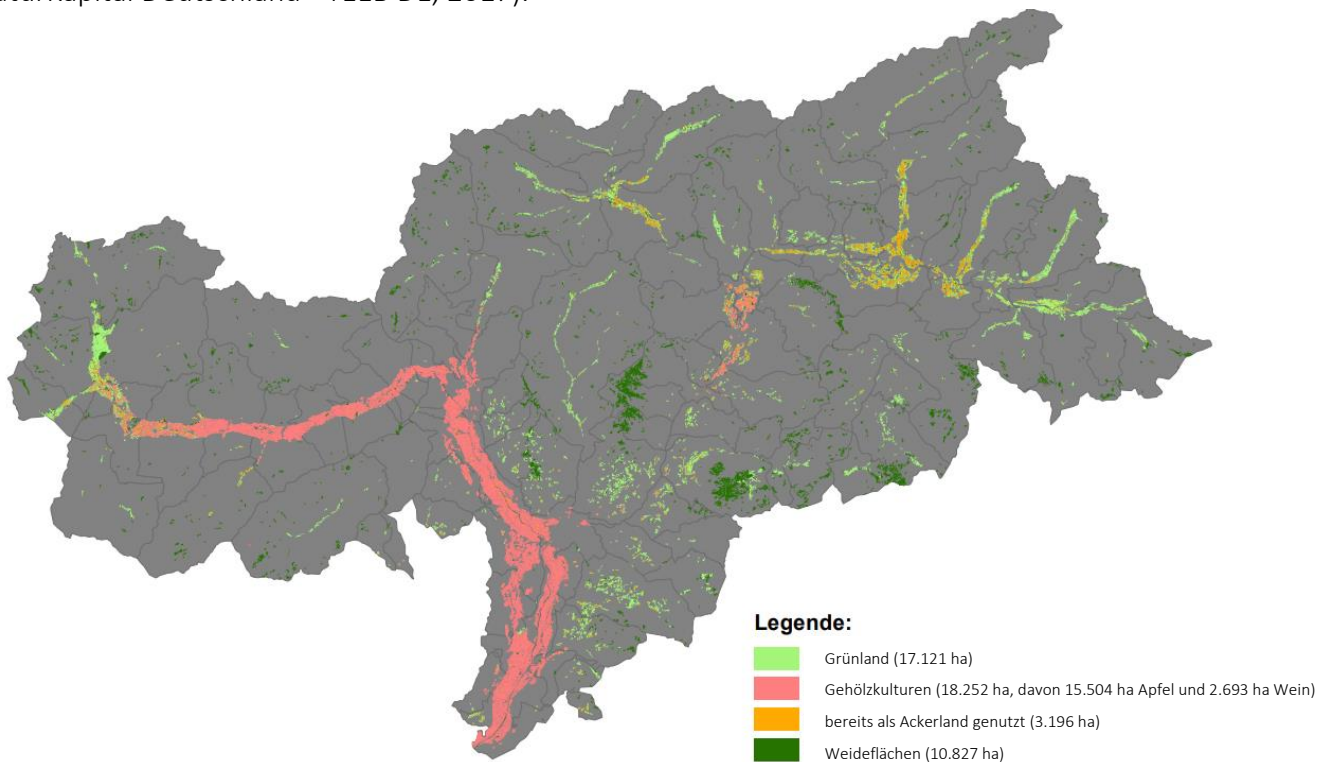 Legende:
Grünland (17.121 ha)
Gehölzkulturen (18.252 ha, davon 15.504 ha Apfel und 2.693 ha Wein)
bereits als Ackerland genutzt (3.196 ha)
Weideflächen (10.827 ha)